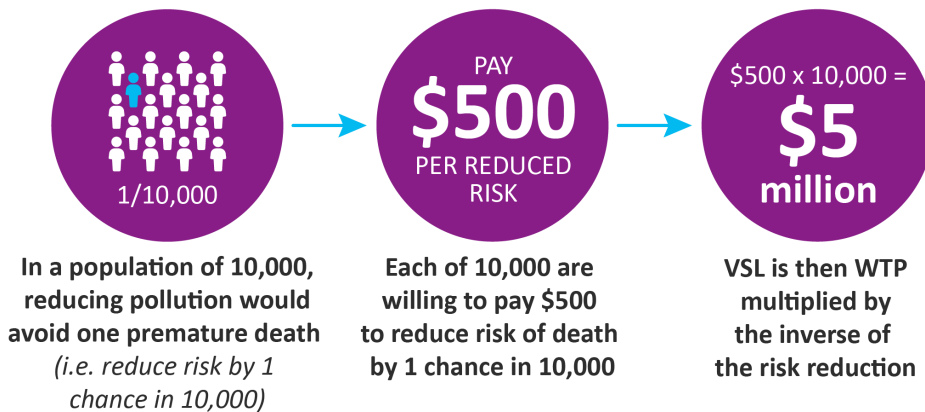 1/10,000
In a population of 10,000,
reducing pollution would
avoid one premature death
(i.e. reduce risk by 1
chance in 10,000)
PAY
$500
PER REDUCED
RISK
Each of 10,000 are
willing to pay $500
to reduce risk of death
by 1 chance in 10,000
$500 x 10,000 =
$5
million
VSL is then WTP
multiplied by
the inverse of
the risk reduction